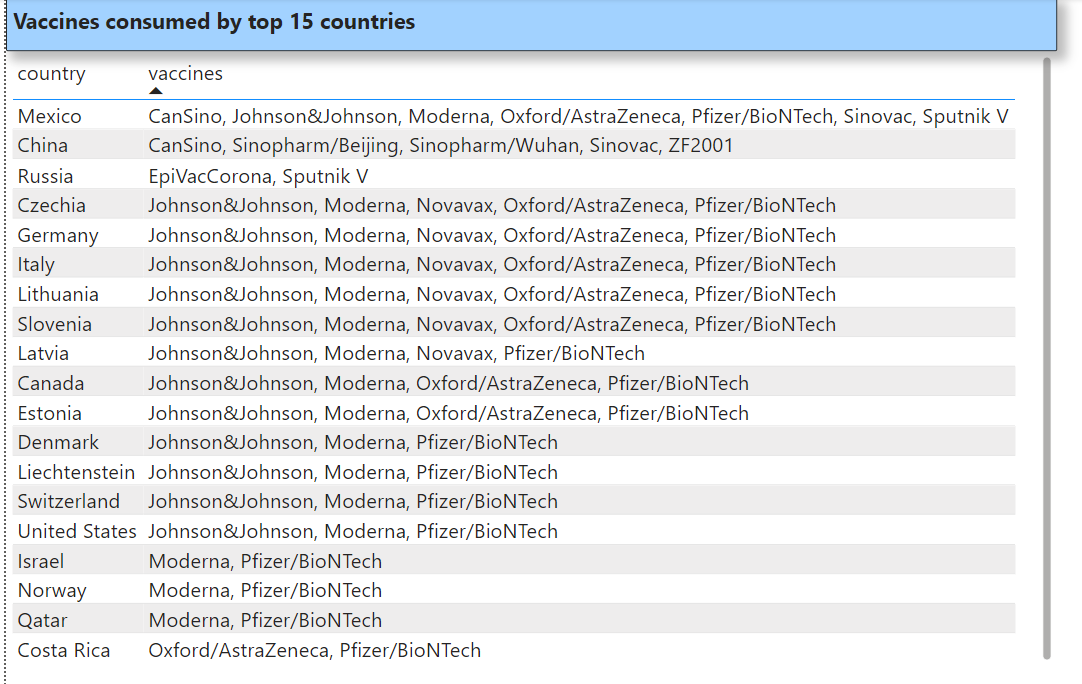 Vaccines consumed by top 15 countries
country vaccines
Mexico CanSino, Johnson&Johnson, Moderna, Oxford/AstraZeneca, Pfizer/BioNTech, Sinovac, Sputnik V
China CanSino, Sinopharm/Beijing, Sinopharm/Wuhan, Sinovac, ZF2001
Russia EpiVacCorona, Sputnik V
Czechia Johnson&Johnson, Moderna, Novavax, Oxford/AstraZeneca, Pfizer/BioNTech
Germany Johnson&Johnson, Moderna, Novavax, Oxford/AstraZeneca, Pfizer/BioNTech
Italy Johnson&Johnson, Moderna, Novavax, Oxford/AstraZeneca, Pfizer/BioNTech
Lithuania Johnson&Johnson, Moderna, Novavax, Oxford/AstraZeneca, Pfizer/BioNTech
Slovenia Johnson&Johnson, Moderna, Novavax, Oxford/AstraZeneca, Pfizer/BioNTech
Latvia Johnson&Johnson, Moderna, Novavax, Pfizer/BioNTech
Canada Johnson&Johnson, Moderna, Oxford/AstraZeneca, Pfizer/BioNTech
Estonia Johnson&Johnson, Moderna, Oxford/AstraZeneca, Pfizer/BioNTech
Denmark Johnson&Johnson, Moderna, Pfizer/BioNTech
Liechtenstein Johnson&Johnson, Moderna, Pfizer/BioNTech
Switzerland Johnson&Johnson, Moderna, Pfizer/BioNTech
United States Johnson&Johnson, Moderna, Pfizer/BioNTech
Israel Moderna, Pfizer/BioNTech
Norway Moderna, Pfizer/BioNTech
Qatar Moderna, Pfizer/BioNTech
Costa Rica Oxford/AstraZeneca, Pfizer/BioNTech